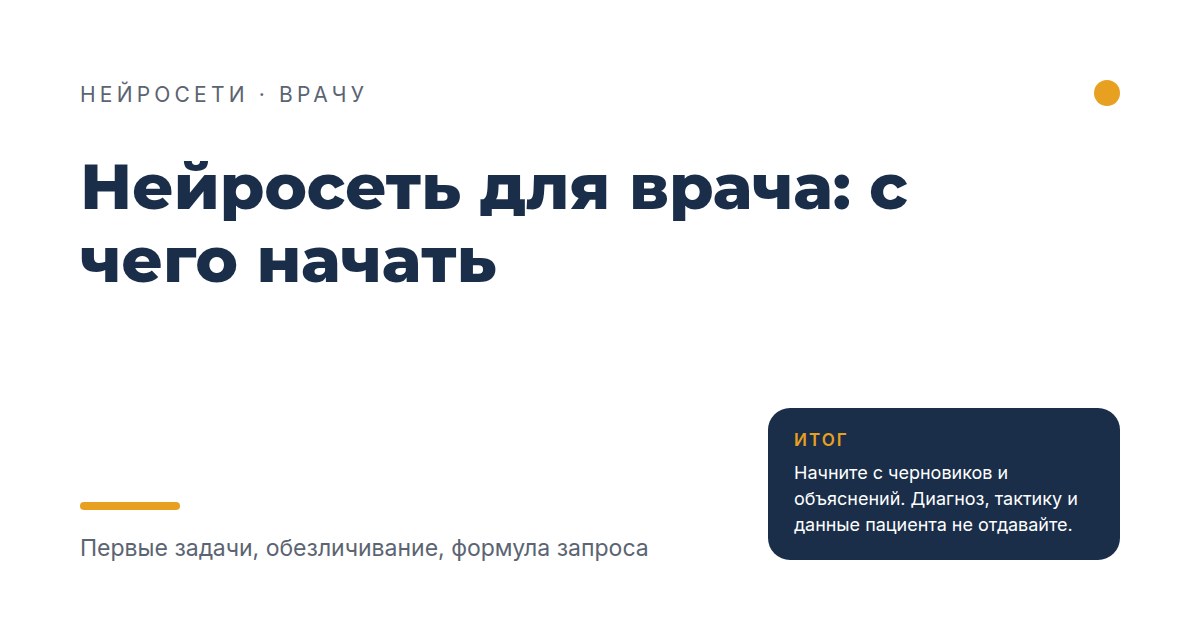 НЕЙРОСЕТИ · ВРАЧУ
Нейросеть для врача: с
чего начать
ИТОГ
Начните с черновиков и
объяснений. Диагноз, тактику и
данные пациента не отдавайте.
Первые задачи, обезличивание, формула запроса